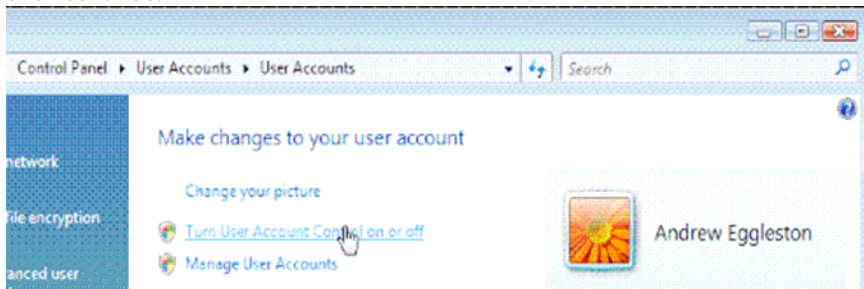 Control Panel ▸ User Accounts ▸ User Accounts
Search
Make changes to your user account
network
Change your picture
file encryption
Turn User Account Control on or off
Andrew Eggleston
Manage User Accounts
anced user